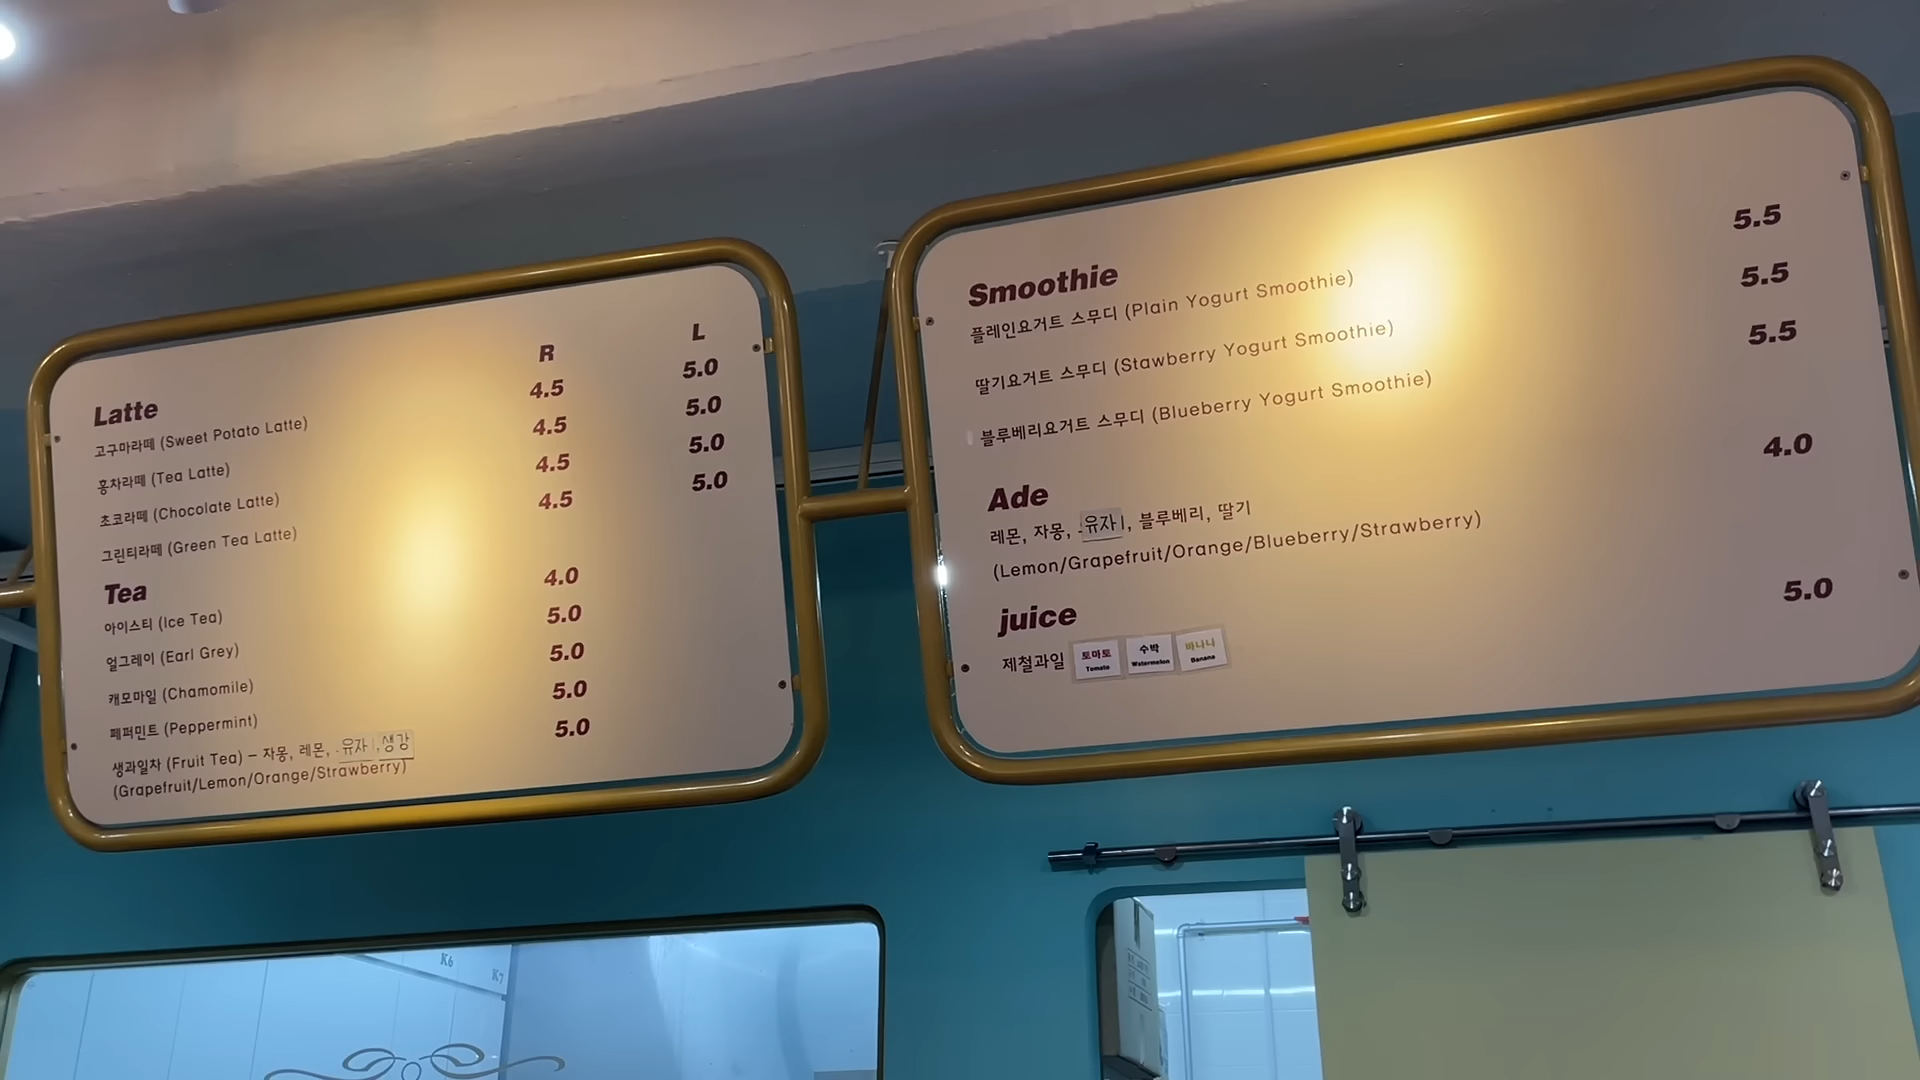 Latte
R L
고구마라떼 (Sweet Potato Latte) 4.5 5.0
홍차라떼 (Tea Latte) 4.5 5.0
초코라떼 (Chocolate Latte) 4.5 5.0
그린티라떼 (Green Tea Latte) 4.5 5.0
Tea
아이스티 (Ice Tea) 4.0
얼그레이 (Earl Grey) 5.0
캐모마일 (Chamomile) 5.0
페퍼민트 (Peppermint) 5.0
생과일차 (Fruit Tea) – 자몽, 레몬, 유자, 생강 5.0
(Grapefruit/Lemon/Orange/Strawberry)
Smoothie
플레인요거트 스무디 (Plain Yogurt Smoothie) 5.5
딸기요거트 스무디 (Stawberry Yogurt Smoothie) 5.5
블루베리요거트 스무디 (Blueberry Yogurt Smoothie) 5.5
Ade
레몬, 자몽, 유자, 블루베리, 딸기 4.0
(Lemon/Grapefruit/Orange/Blueberry/Strawberry)
juice
제철과일 토마토 수박 바나나 5.0
Tomato Watermelon Banana
K6 K7